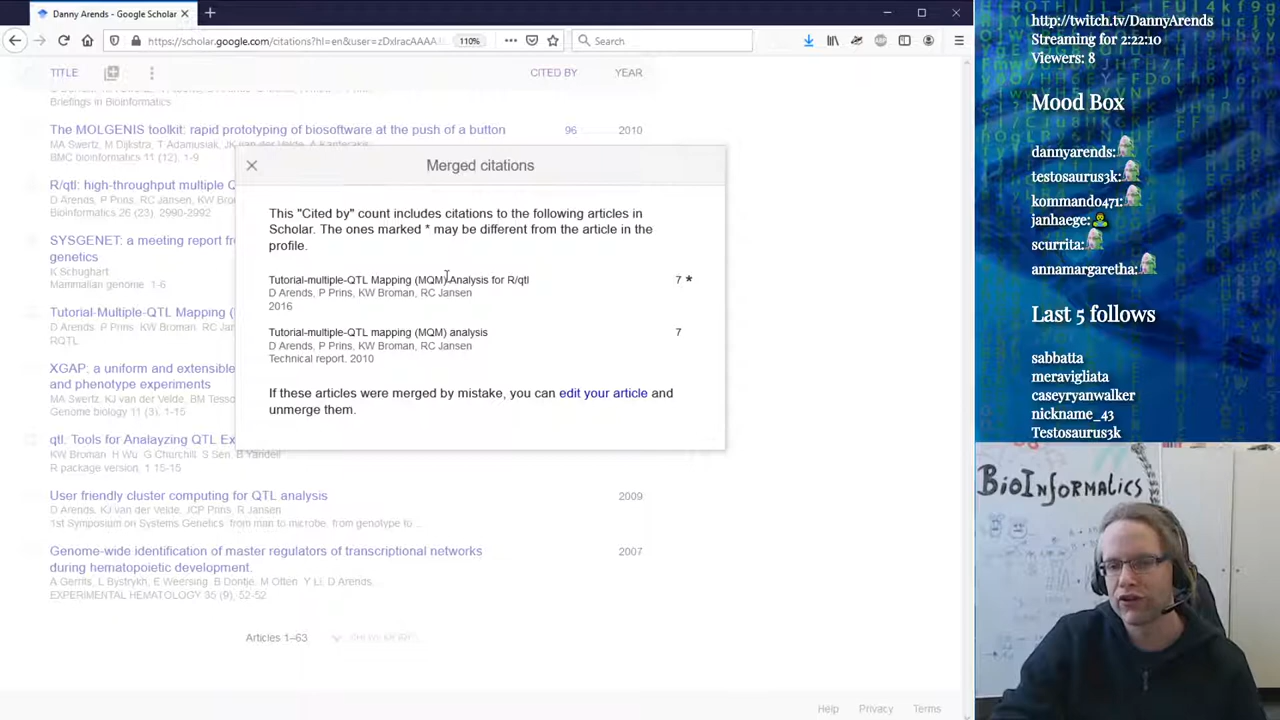 Danny Arends - Google Scholar
https://scholar.google.com/citations?hl=en&user=zDxlracAAAA
110%
Search
TITLE
CITED BY
YEAR
Briefings in Bioinformatics
The MOLGENIS toolkit: rapid prototyping of biosoftware at the push of a button
96
2010
MA Swertz, M Dijkstra, T Adamusiak, JK van der Velde, A Kanterakis
BMC bioinformatics 11 (12), 1-9
R/qtl: high-throughput multiple Q
D Arends, P Prins, RC Jansen, KW Bro
Bioinformatics 26 (23), 2990-2992
SYSGENET: a meeting report fr
genetics
K Schughart
Mammalian genome, 1-6
Tutorial-Multiple-QTL Mapping (
D Arends, P Prins, KW Broman, RC Ja
RQTL
XGAP: a uniform and extensible
and phenotype experiments
MA Swertz, KJ van der Velde, BM Tesso
Genome biology 11 (3), 1-15
qtl: Tools for Analayzing QTL Ex
KW Broman, H Wu, G Churchill, S Sen, B Yandell
R package version, 1.15-15
User friendly cluster computing for QTL analysis
2009
D Arends, KJ van der Velde, JCP Prins, R Jansen
1st Symposium on Systems Genetics: from man to microbe, from genotype to ...
Genome-wide identification of master regulators of transcriptional networks
2007
during hematopoietic development.
A Gerrits, L Bystrykh, E Weersing, B Dontje, M Otten, Y Li, D Arends,
EXPERIMENTAL HEMATOLOGY 35 (9), 52-52
Articles 1–63
SHOW MORE
Help
Privacy
Terms
Merged citations
This "Cited by" count includes citations to the following articles in
Scholar. The ones marked * may be different from the article in the
profile.
Tutorial-multiple-QTL Mapping (MQM) Analysis for R/qtl
7 *
D Arends, P Prins, KW Broman, RC Jansen
2016
Tutorial-multiple-QTL mapping (MQM) analysis
7
D Arends, P Prins, KW Broman, RC Jansen
Technical report. 2010
If these articles were merged by mistake, you can edit your article and
unmerge them.
http://twitch.tv/DannyArends
Streaming for 2:22:10
Viewers: 8
Mood Box
dannyarends:
testosaurus3k:
kommando471:
janhaege:
scurrita:
annamargaretha:
Last 5 follows
sabbatta
meravigliata
caseyryanwalker
nickname_43
Testosaurus3k
BioInformatics